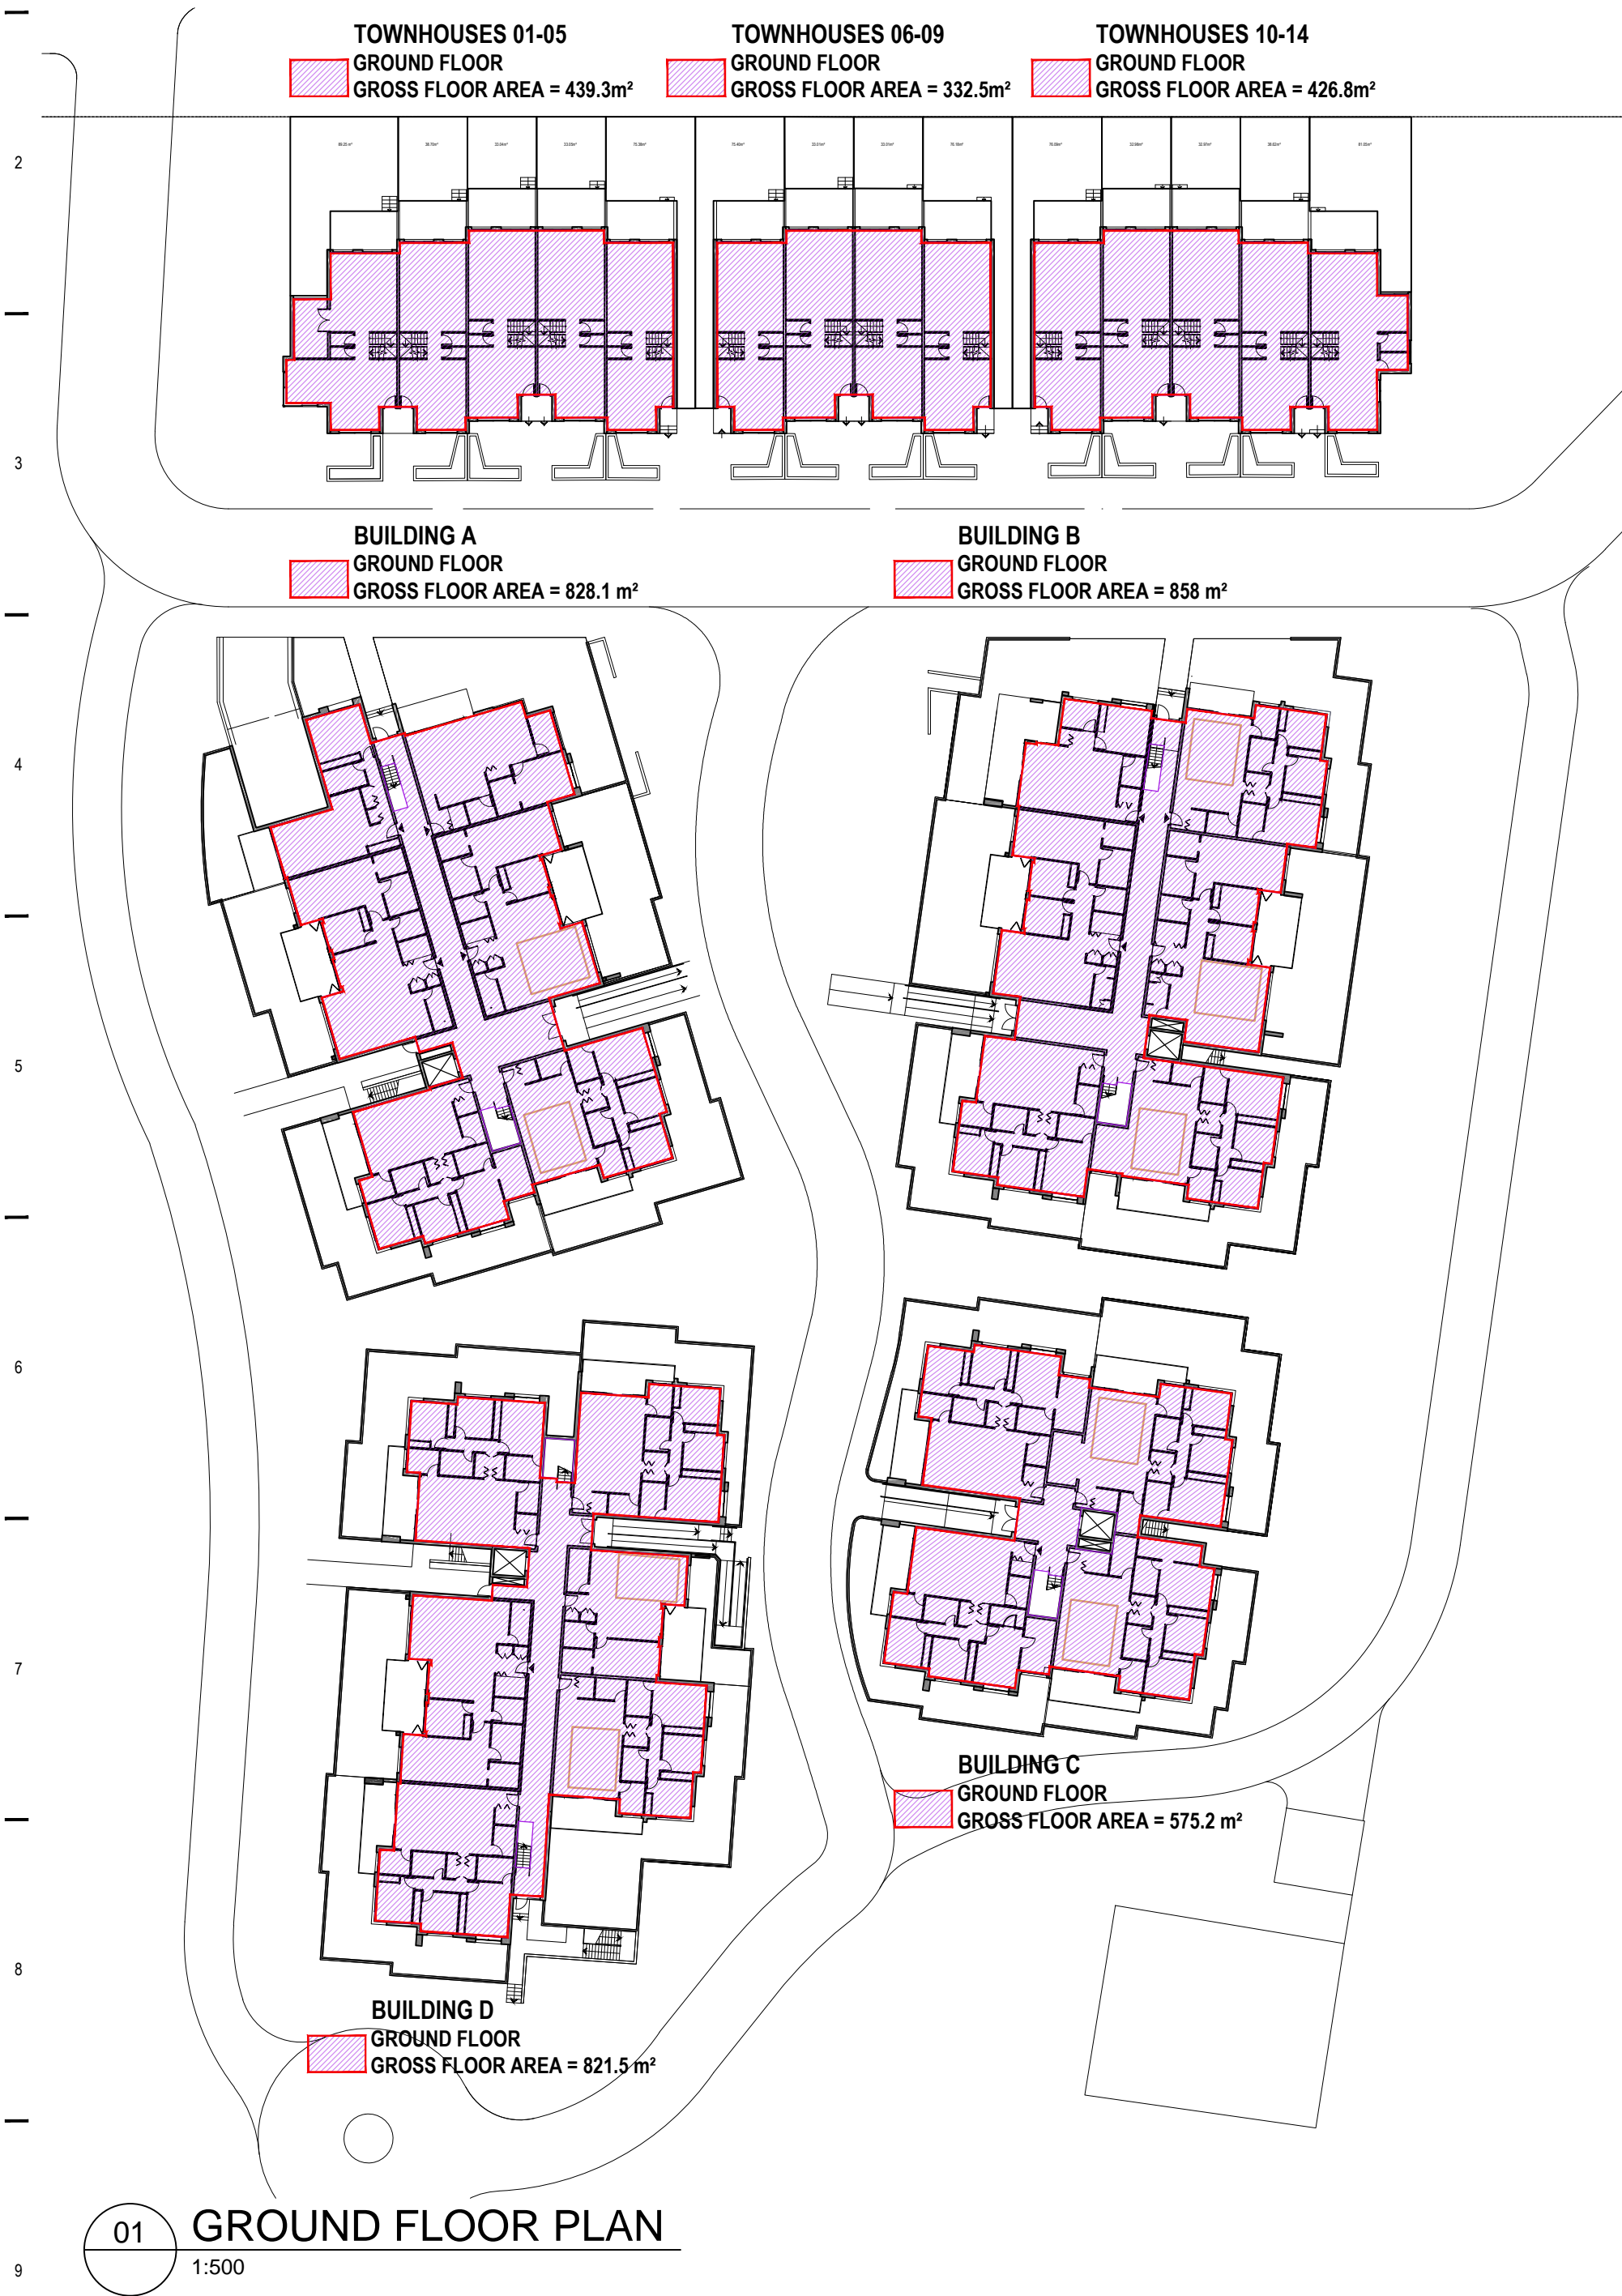 TOWNHOUSES 01-05
GROUND FLOOR
GROSS FLOOR AREA = 439.3m²
TOWNHOUSES 06-09
GROUND FLOOR
GROSS FLOOR AREA = 332.5m²
TOWNHOUSES 10-14
GROUND FLOOR
GROSS FLOOR AREA = 426.8m²
2
3
BUILDING A
GROUND FLOOR
GROSS FLOOR AREA = 828.1 m²
BUILDING B
GROUND FLOOR
GROSS FLOOR AREA = 858 m²
4
5
6
7
BUILDING C
GROUND FLOOR
GROSS FLOOR AREA = 575.2 m²
8
BUILDING D
GROUND FLOOR
GROSS FLOOR AREA = 821.5 m²
01
GROUND FLOOR PLAN
1:500
9